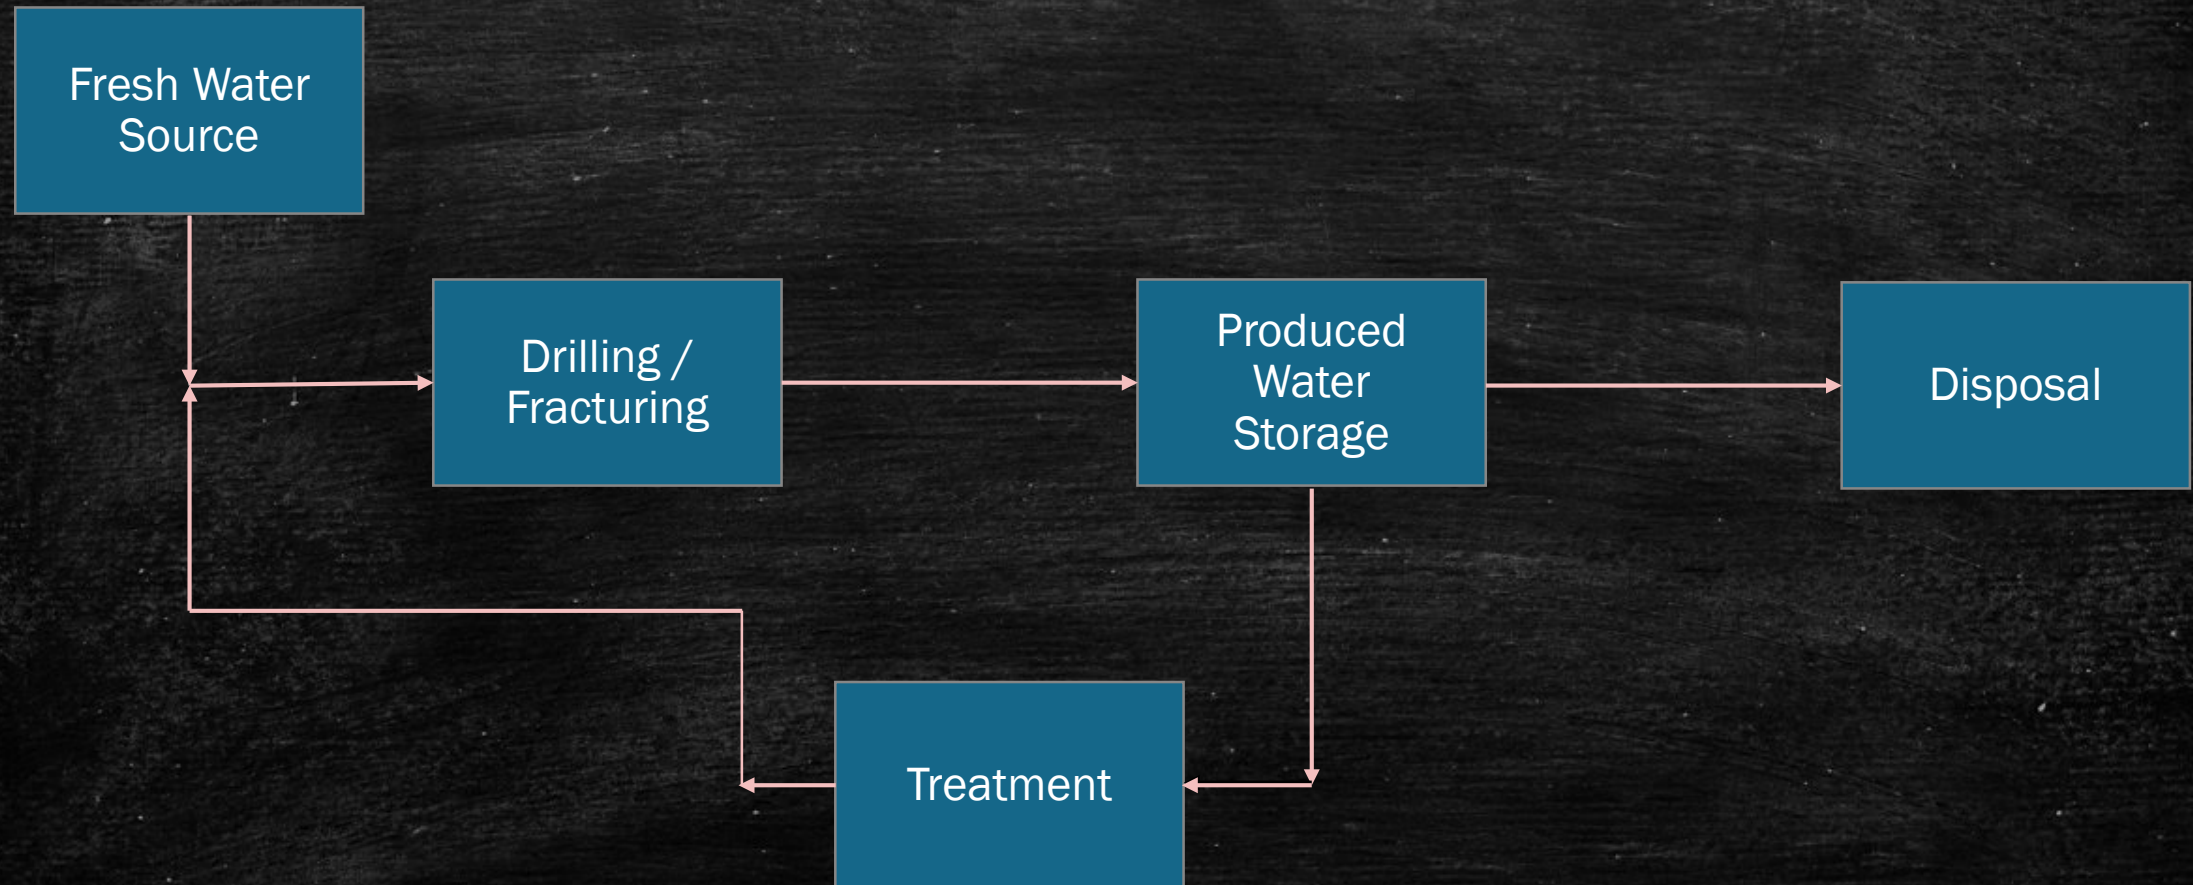 Fresh Water
Source
Drilling /
Fracturing
Produced
Water
Storage
Disposal
Treatment